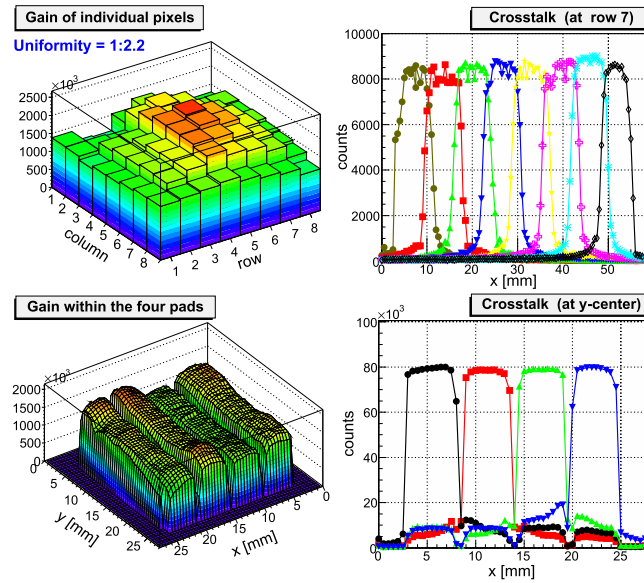 Gain of individual pixels
Uniformity = 1:2.2
×10³
2500
2000
1500
1000
500
0
1 2 3 4 5 6 7 8
column
1 2 3 4 5 6 7 8
row
Crosstalk (at row 7)
10000
8000
6000
4000
2000
0
counts
0 10 20 30 40 50
x [mm]
Gain within the four pads
×10³
2000
1500
1000
500
0
0 5 10 15 20 25
y [mm]
25 20 15 10 5 0
x [mm]
Crosstalk (at y-center)
×10³
100
80
60
40
20
0
counts
0 5 10 15 20 25
x [mm]